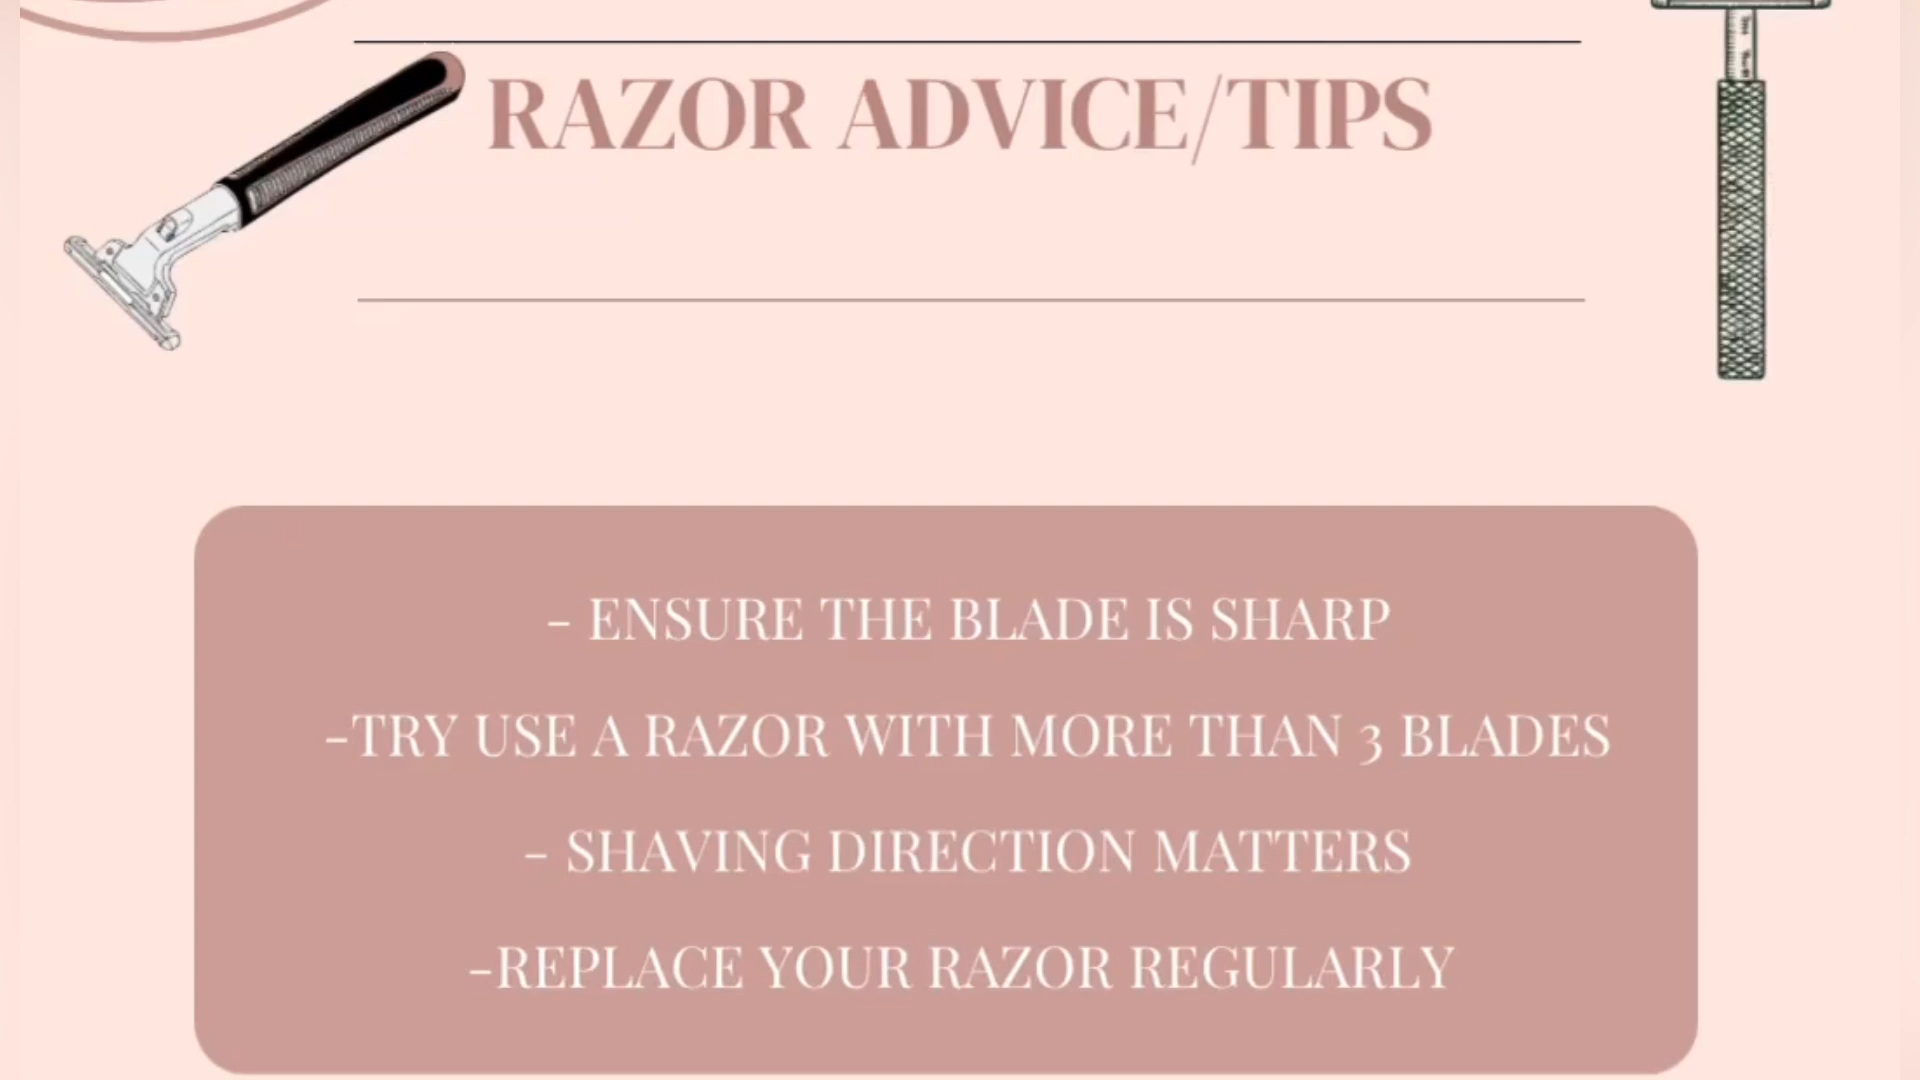 RAZOR ADVICE/TIPS
- ENSURE THE BLADE IS SHARP
-TRY USE A RAZOR WITH MORE THAN 3 BLADES
- SHAVING DIRECTION MATTERS
-REPLACE YOUR RAZOR REGULARLY